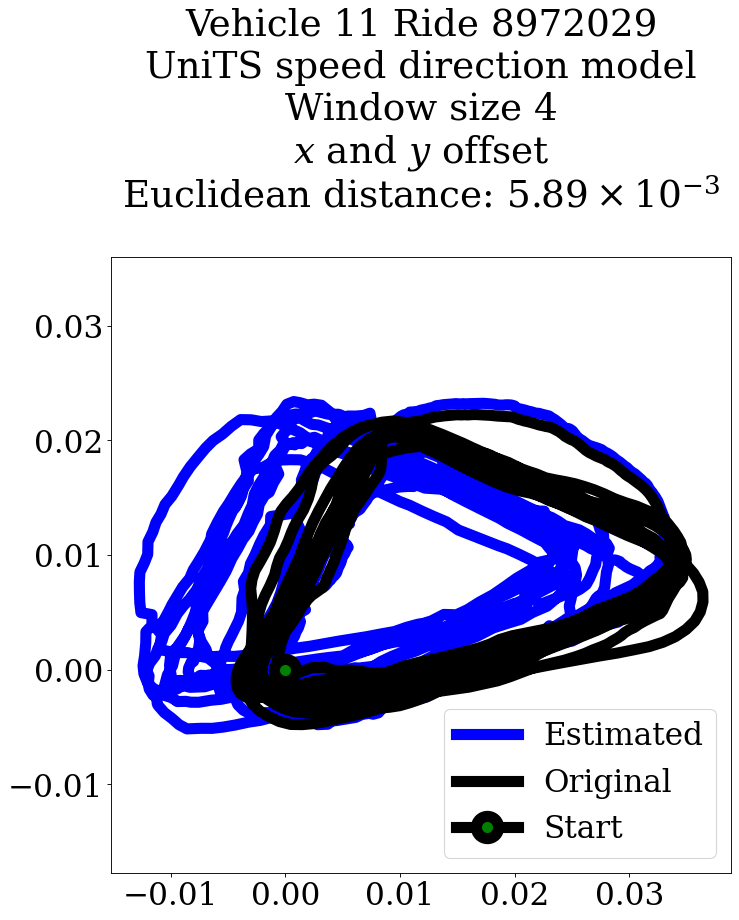 Vehicle 11 Ride 8972029
UniTS speed direction model
Window size 4
x and y offset
Euclidean distance: 5.89 × 10⁻³
0.03
0.02
0.01
0.00
−0.01
Estimated
Original
Start
−0.01 0.00 0.01 0.02 0.03